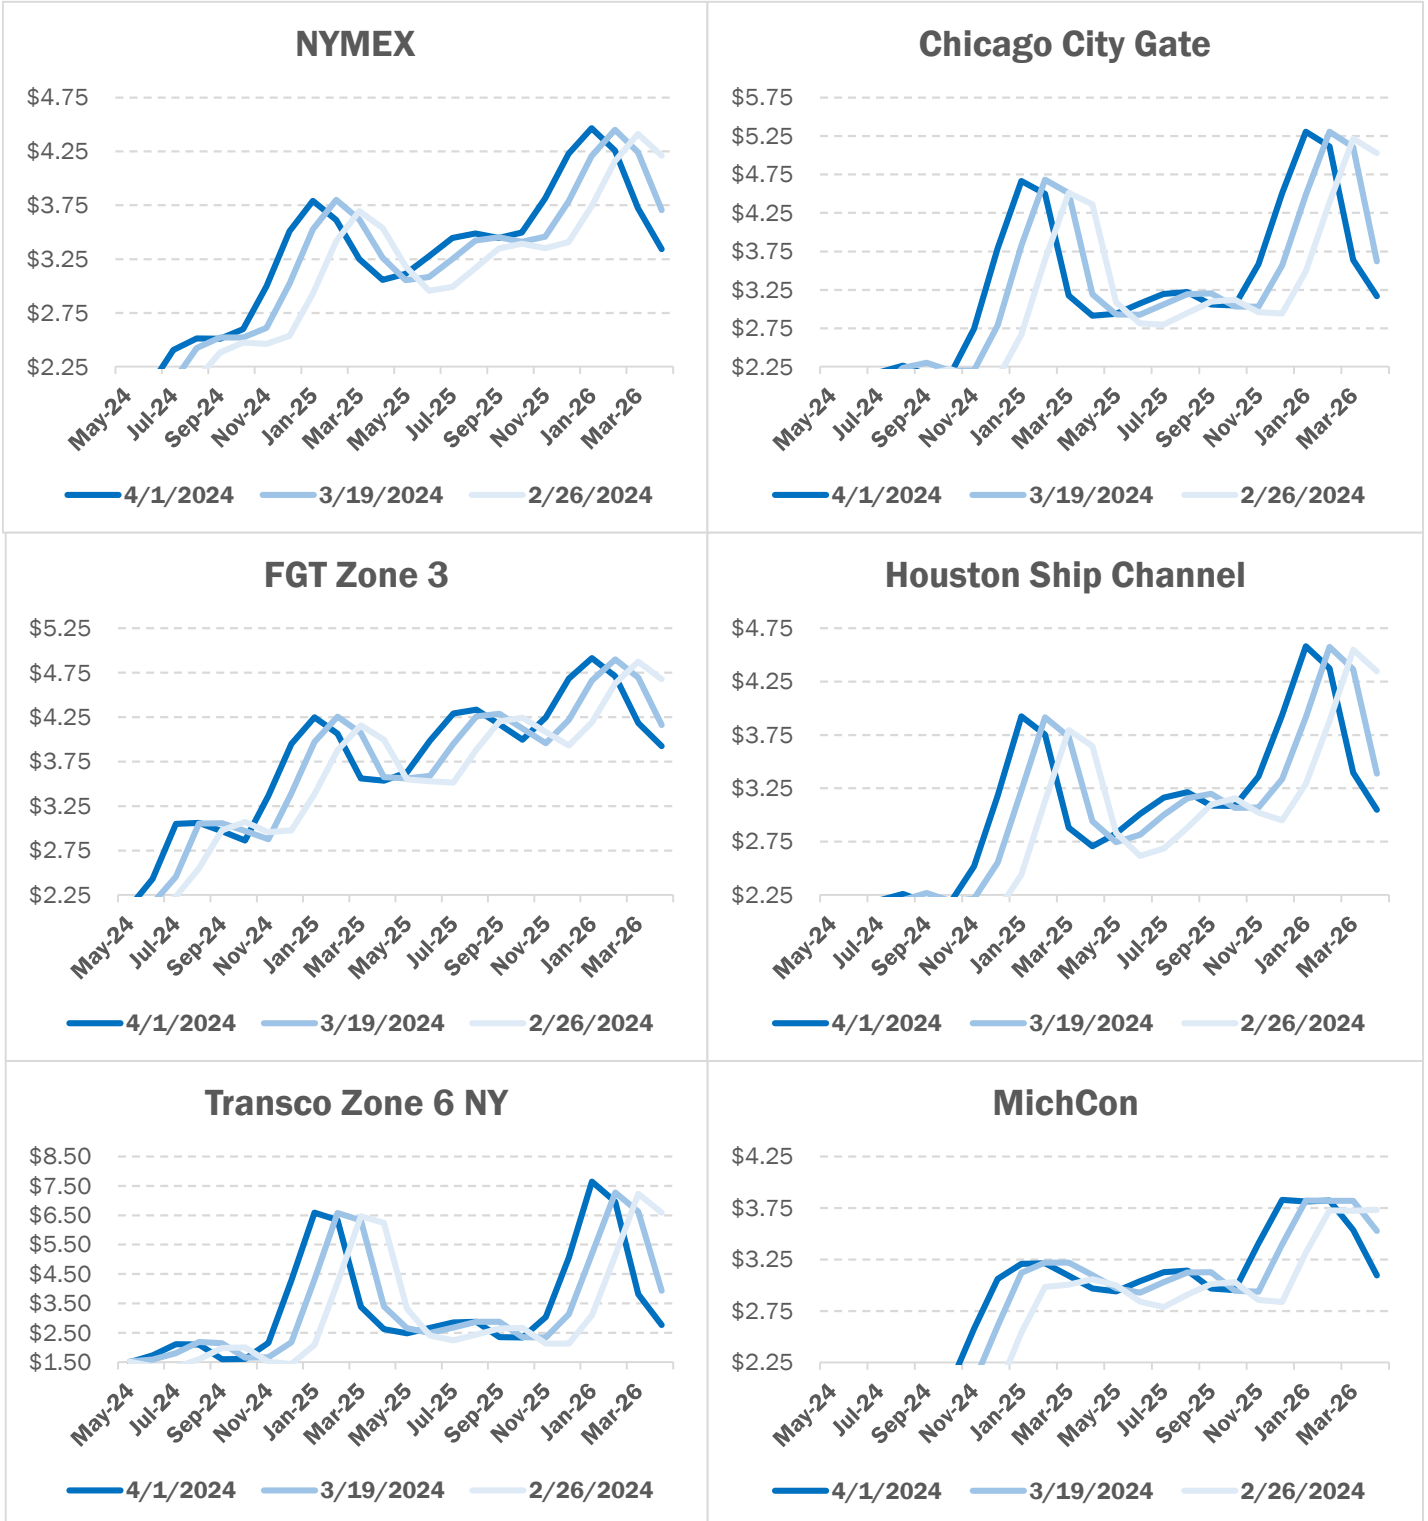 NYMEX
$4.75
$4.25
$3.75
$3.25
$2.75
$2.25
May-24 Jul-24 Sep-24 Nov-24 Jan-25 Mar-25 May-25 Jul-25 Sep-25 Nov-25 Jan-26 Mar-26
4/1/2024 3/19/2024 2/26/2024
Chicago City Gate
$5.75
$5.25
$4.75
$4.25
$3.75
$3.25
$2.75
$2.25
May-24 Jul-24 Sep-24 Nov-24 Jan-25 Mar-25 May-25 Jul-25 Sep-25 Nov-25 Jan-26 Mar-26
4/1/2024 3/19/2024 2/26/2024
FGT Zone 3
$5.25
$4.75
$4.25
$3.75
$3.25
$2.75
$2.25
May-24 Jul-24 Sep-24 Nov-24 Jan-25 Mar-25 May-25 Jul-25 Sep-25 Nov-25 Jan-26 Mar-26
4/1/2024 3/19/2024 2/26/2024
Houston Ship Channel
$4.75
$4.25
$3.75
$3.25
$2.75
$2.25
May-24 Jul-24 Sep-24 Nov-24 Jan-25 Mar-25 May-25 Jul-25 Sep-25 Nov-25 Jan-26 Mar-26
4/1/2024 3/19/2024 2/26/2024
Transco Zone 6 NY
$8.50
$7.50
$6.50
$5.50
$4.50
$3.50
$2.50
$1.50
May-24 Jul-24 Sep-24 Nov-24 Jan-25 Mar-25 May-25 Jul-25 Sep-25 Nov-25 Jan-26 Mar-26
4/1/2024 3/19/2024 2/26/2024
MichCon
$4.25
$3.75
$3.25
$2.75
$2.25
May-24 Jul-24 Sep-24 Nov-24 Jan-25 Mar-25 May-25 Jul-25 Sep-25 Nov-25 Jan-26 Mar-26
4/1/2024 3/19/2024 2/26/2024